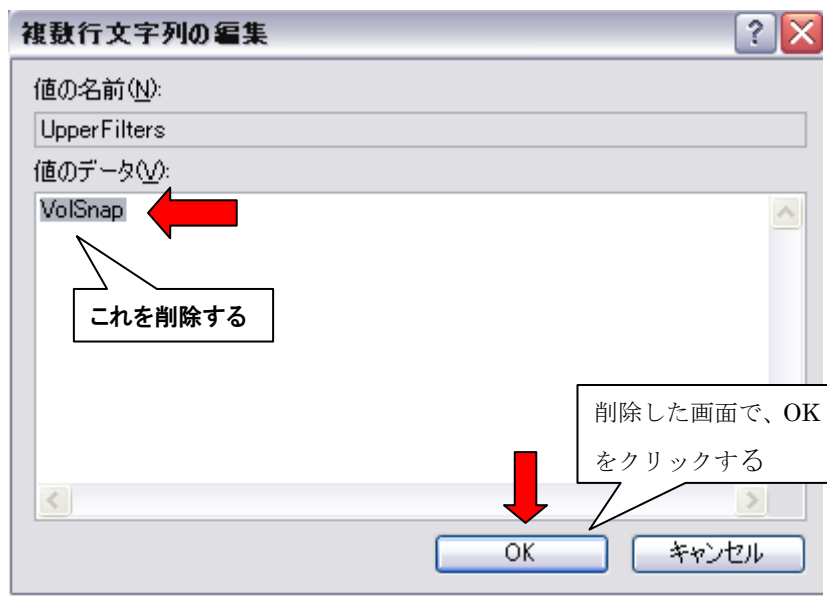 複数行文字列の編集
値の名前(N):
UpperFilters
値のデータ(V):
VolSnap
これを削除する
削除した画面で、OK
をクリックする
OK
キャンセル